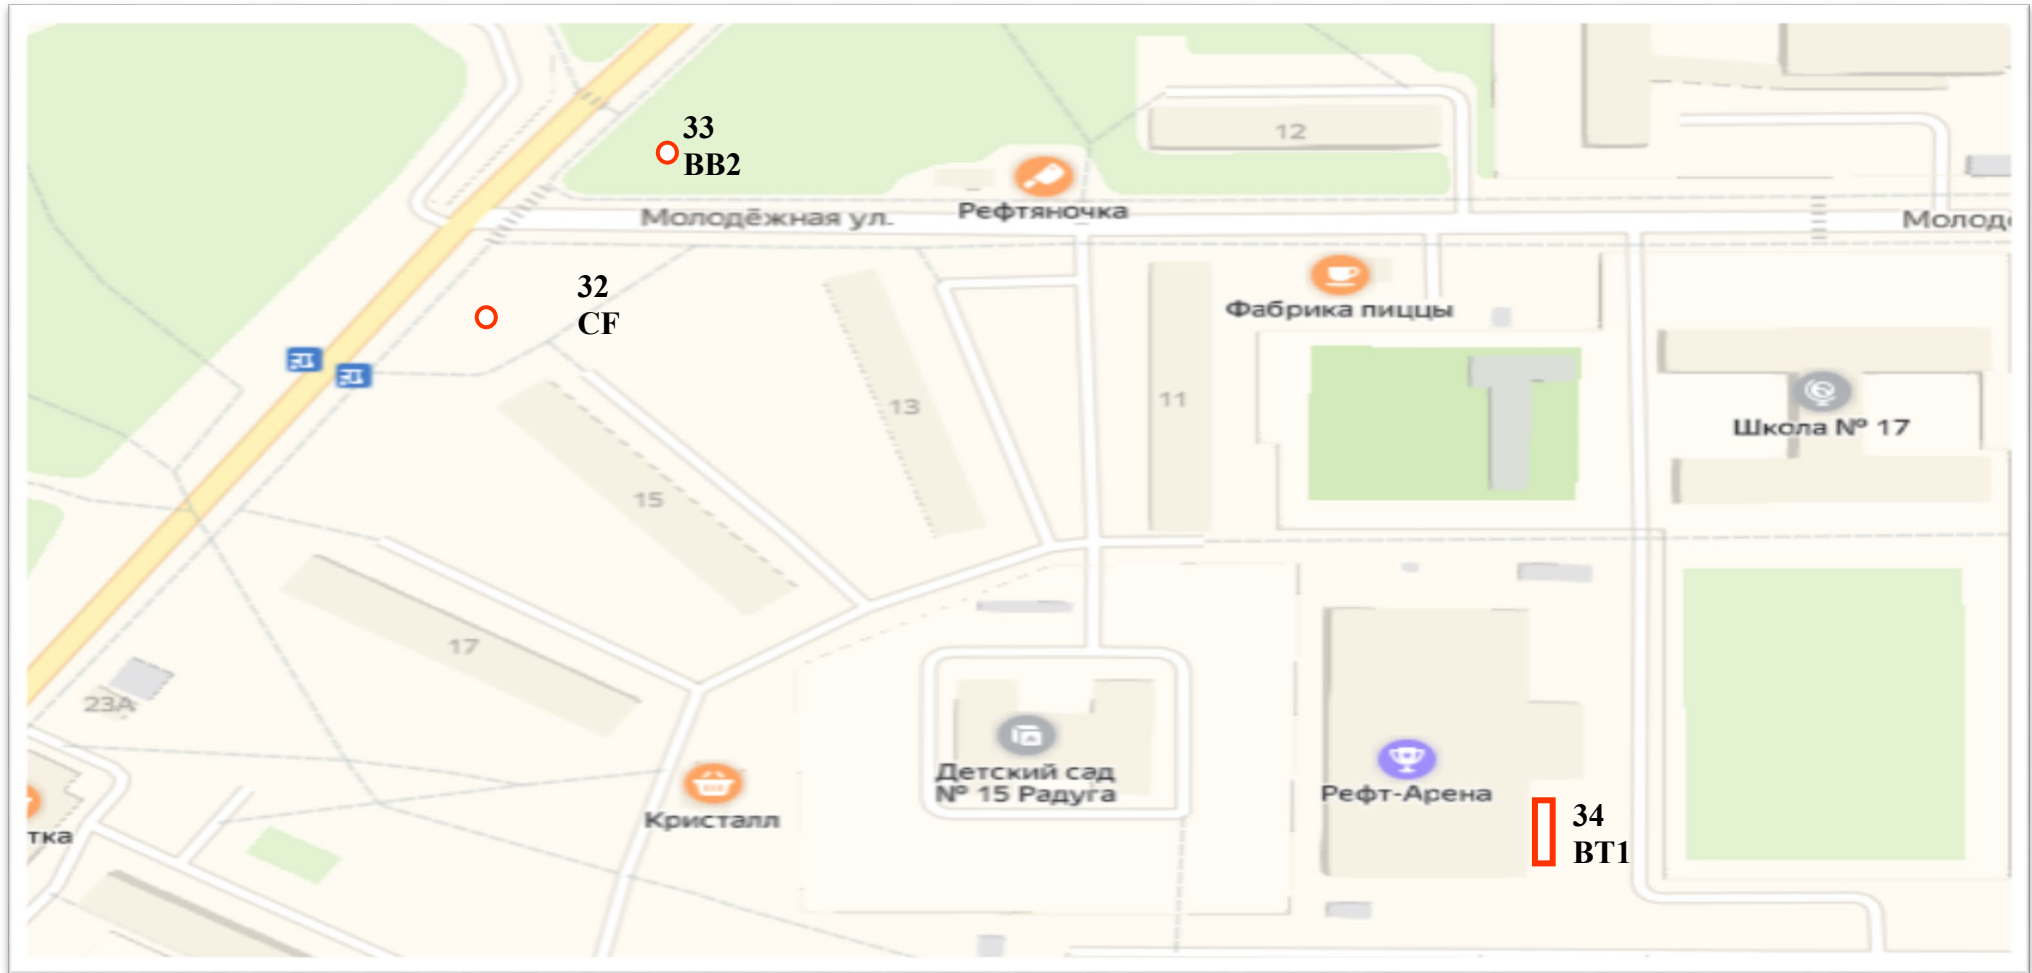 33
BB2
12
Рефтяночка
Молодёжная ул.
Молод
32
CF
Фабрика пиццы
13
11
Школа № 17
15
17
23А
Детский сад
№ 15 Радуга
Рефт-Арена
Кристалл
тка
34
BT1